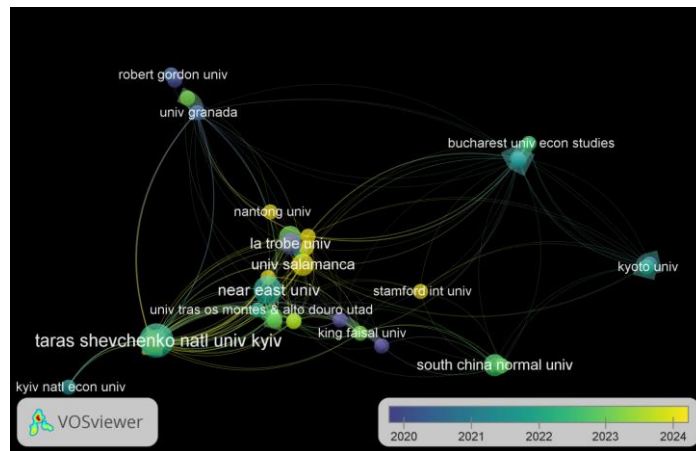 robert gordon univ
univ granada
bucharest univ econ studies
nantong univ
la trobe univ
univ salamanca
kyoto univ
near east univ
stamford int univ
univ tras os montes & alto douro utad
king faisal univ
taras shevchenko natl univ kyiv
south china normal univ
kyiv natl econ univ
VOSviewer
2020 2021 2022 2023 2024